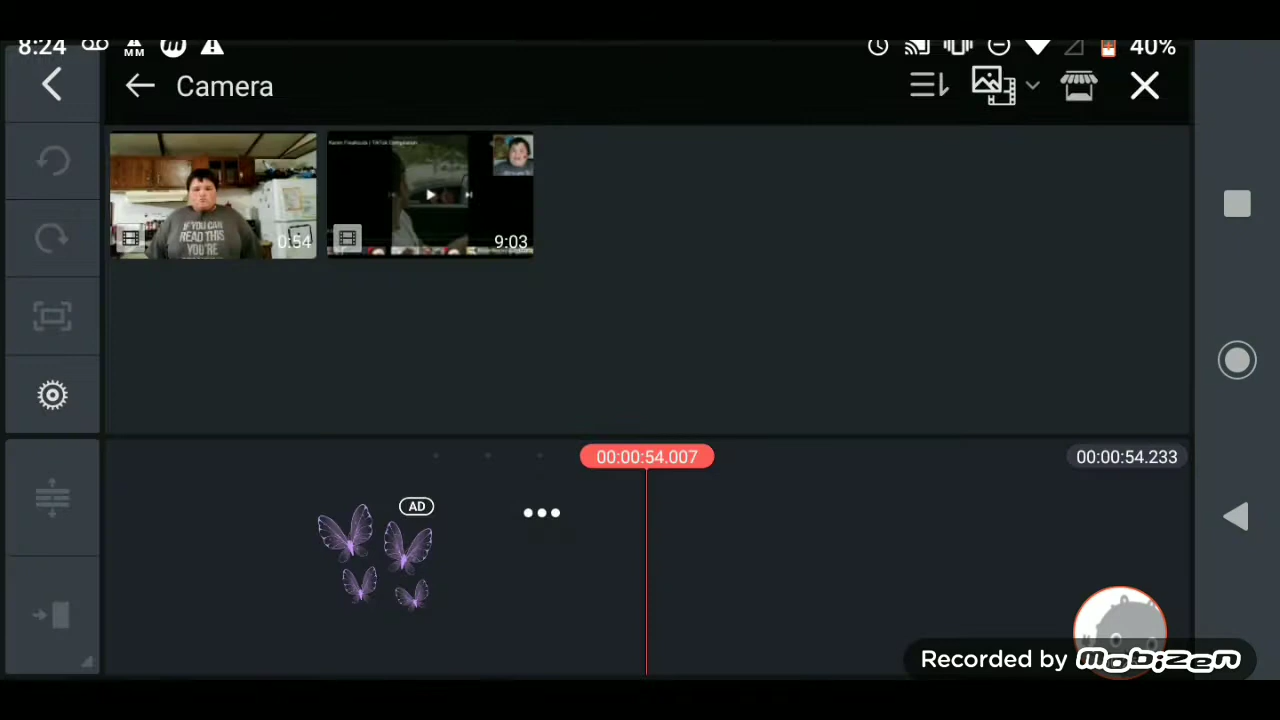 8:24
MM
40%
Camera
IF YOU CAN
READ THIS
YOU'RE
0:54
9:03
00:00:54.007
00:00:54.233
AD
Recorded by mobizen